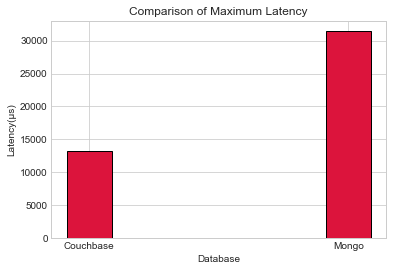 Comparison of Maximum Latency
30000
25000
20000
15000
10000
5000
0
Latency(μs)
Couchbase
Mongo
Database